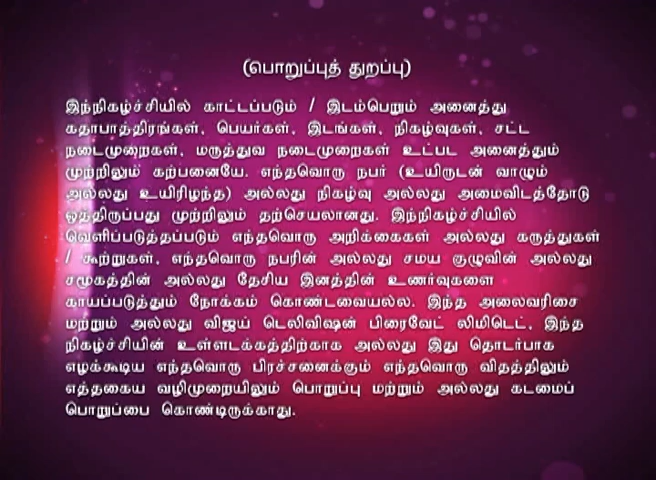 (பொறுப்புத் துறப்பு)
இந்நிகழ்ச்சியில் காட்டப்படும் / இடம்பெறும் அனைத்து
கதாபாத்திரங்கள், பெயர்கள், இடங்கள், நிகழ்வுகள், சட்ட
நடைமுறைகள், மருத்துவ நடைமுறைகள் உட்பட அனைத்தும்
முற்றிலும் கற்பனையே. எந்தவொரு நபர் (உயிருடன் வாழும்
அல்லது உயிரிழந்த) அல்லது நிகழ்வு அல்லது அமைவிடத்தோடு
ஒத்திருப்பது முற்றிலும் தற்செயலானது. இந்நிகழ்ச்சியில்
வெளிப்படுத்தப்படும் எந்தவொரு அறிக்கைகள் அல்லது கருத்துகள்
/ கூற்றுகள், எந்தவொரு நபரின் அல்லது சமய குழுவின் அல்லது
சமூகத்தின் அல்லது தேசிய இனத்தின் உணர்வுகளை
காயப்படுத்தும் நோக்கம் கொண்டவையல்ல. இந்த அலைவரிசை
மற்றும் அல்லது விஜய் டெலிவிஷன் பிரைவேட் லிமிடெட், இந்த
நிகழ்ச்சியின் உள்ளடக்கத்திற்காக அல்லது இது தொடர்பாக
எழக்கூடிய எந்தவொரு பிரச்சனைக்கும் எந்தவொரு விதத்திலும்
எத்தகைய வழிமுறையிலும் பொறுப்பு மற்றும் அல்லது கடமைப்
பொறுப்பை கொண்டிருக்காது.